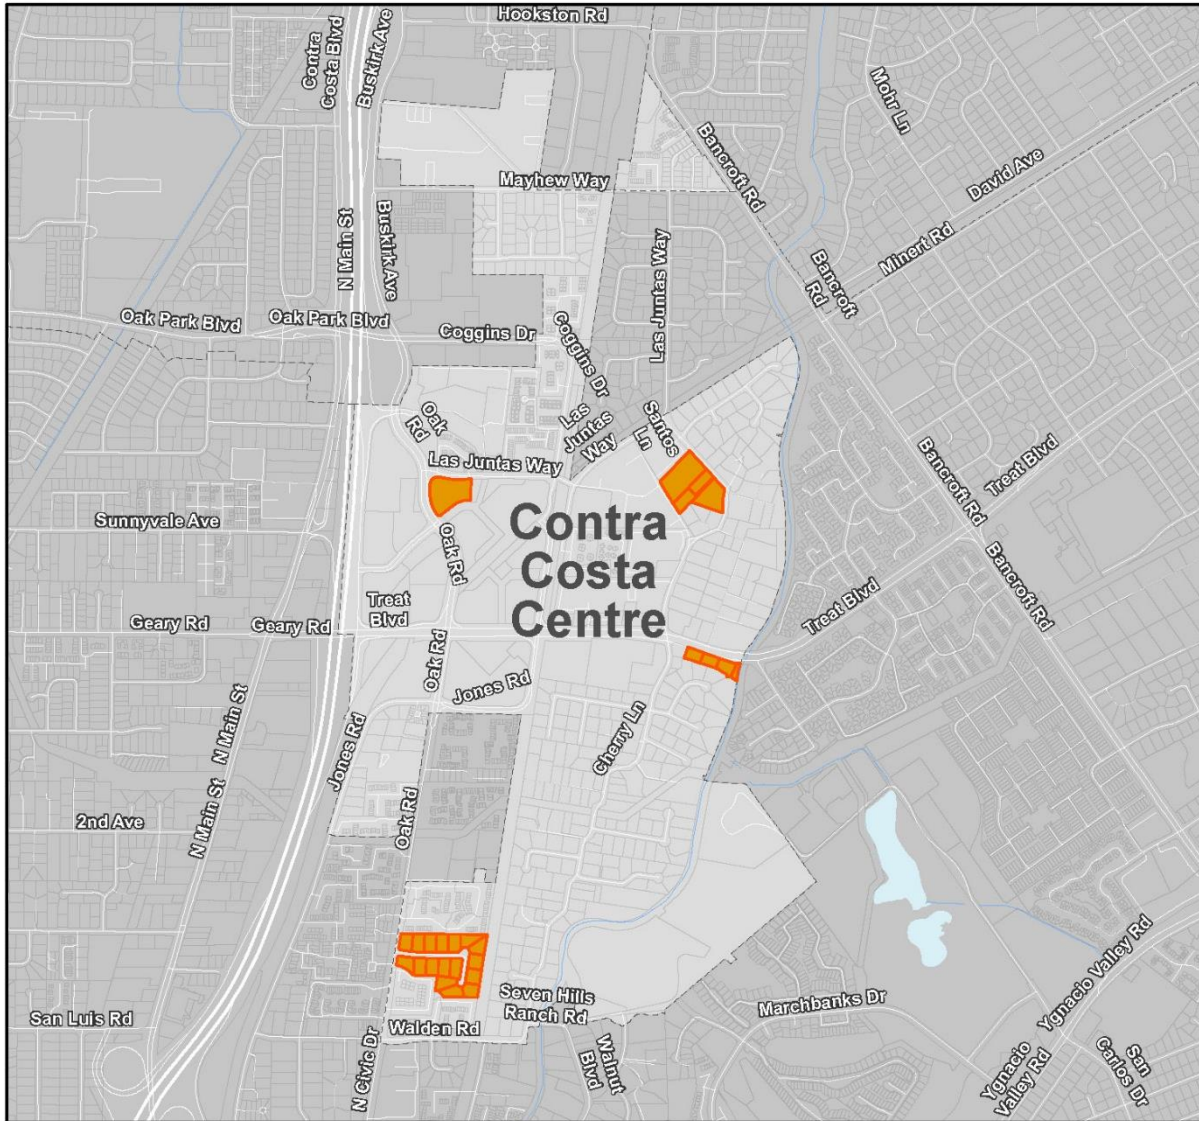 Hookston Rd
Contra
Costa Blvd
Buskirk Ave
Mohr Ln
Bancroft Rd
David Ave
Mayhew Way
N Main St
Buskirk Ave
Las Juntas Way
Minert Rd
Bancroft
Rd
Oak Park Blvd
Oak Park Blvd
Coggins Dr
Coggins Dr
Oak
Rd
Las
Juntas
Way
Santos
Ln
Las Juntas Way
Bancroft Rd
Treat Blvd
Sunnyvale Ave
Oak Rd
Contra
Costa
Centre
Bancroft Rd
Treat
Blvd
Treat Blvd
Geary Rd
Geary Rd
Oak Rd
Jones Rd
N Main St
Cherry Ln
Jones Rd
2nd Ave
N Main St
Oak Rd
Ygnacio Valley Rd
Seven Hills
Ranch Rd
Marchbanks Dr
San Luis Rd
Walden Rd
N Civic Dr
Walnut
Blvd
Ygnacio
Valley Rd
San
Carlos Dr